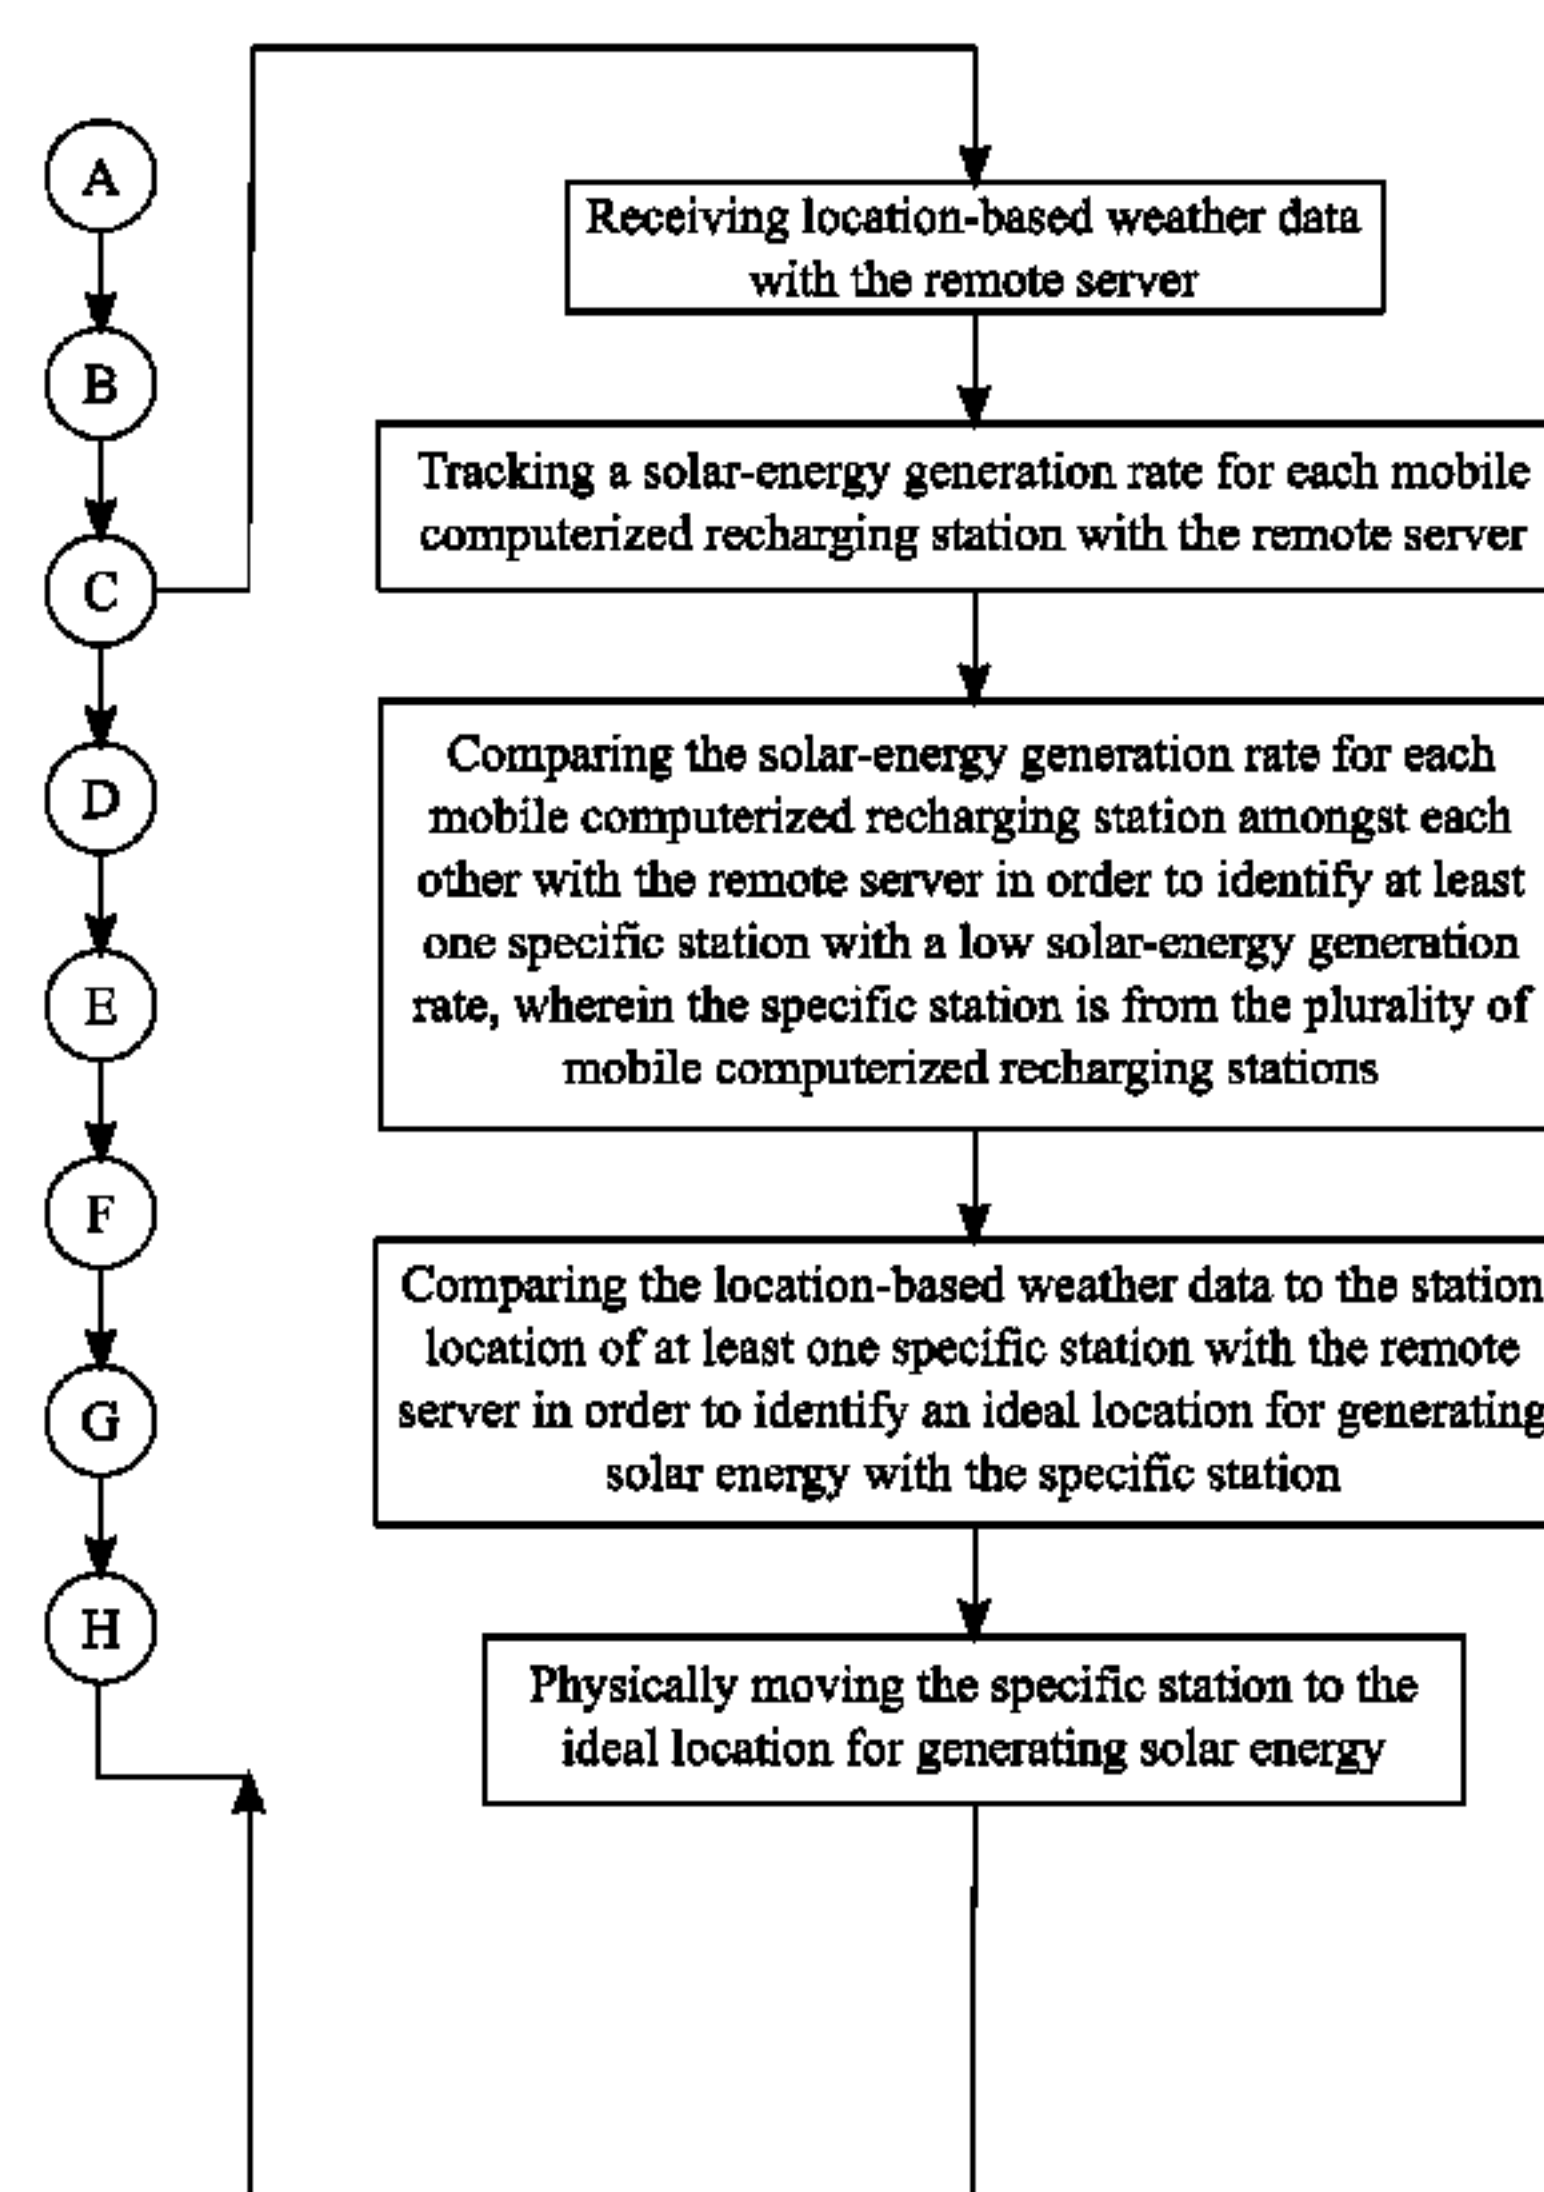 A
B
C
D
E
F
G
H
Receiving location-based weather data
with the remote server
Tracking a solar-energy generation rate for each mobile
computerized recharging station with the remote server
Comparing the solar-energy generation rate for each
mobile computerized recharging station amongst each
other with the remote server in order to identify at least
one specific station with a low solar-energy generation
rate, wherein the specific station is from the plurality of
mobile computerized recharging stations
Comparing the location-based weather data to the station
location of at least one specific station with the remote
server in order to identify an ideal location for generating
solar energy with the specific station
Physically moving the specific station to the
ideal location for generating solar energy